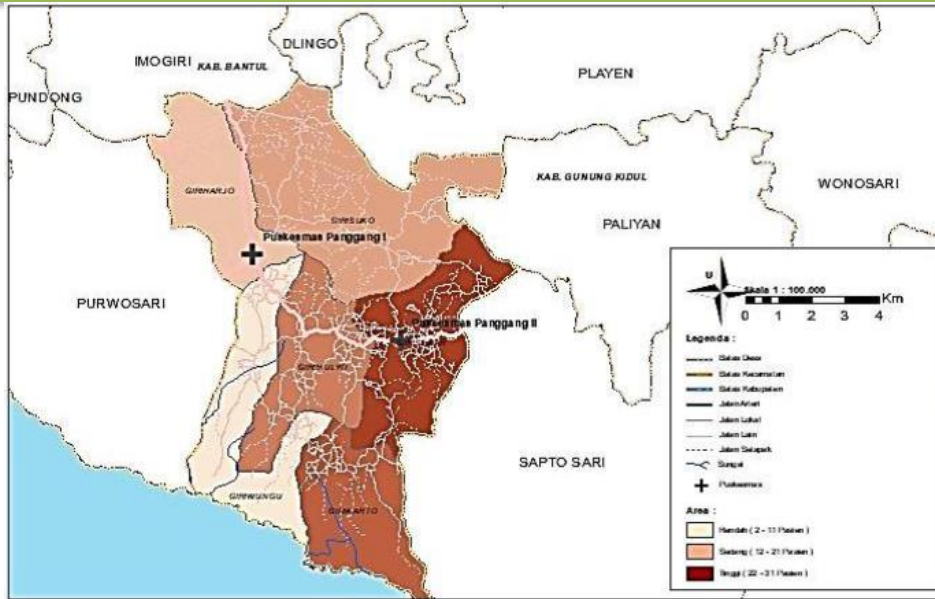 DLINGO
IMOGIRI
KAB. BANTUL
PLAYEN
PUNDONG
GIRIHARJO
KAB. GUNUNG KIDUL
WONOSARI
GIRISUKO
PALIYAN
Puskesmas Panggang I
PURWOSARI
U
Skala 1 : 100.000
Km
0 1 2 3 4
Puskesmas Panggang II
GIRIMULYO
Legenda :
Batas Desa
Batas Kecamatan
Batas Kabupaten
Jalan Arteri
Jalan Lokal
Jalan Lain
Jalan Setapak
Sungai
Puskesmas
SAPTO SARI
GIRIWUNGU
GIRIKARTO
Area :
Rendah ( 2 - 11 Pasien )
Sedang ( 12 - 21 Pasien )
Tinggi ( 22 - 31 Pasien )